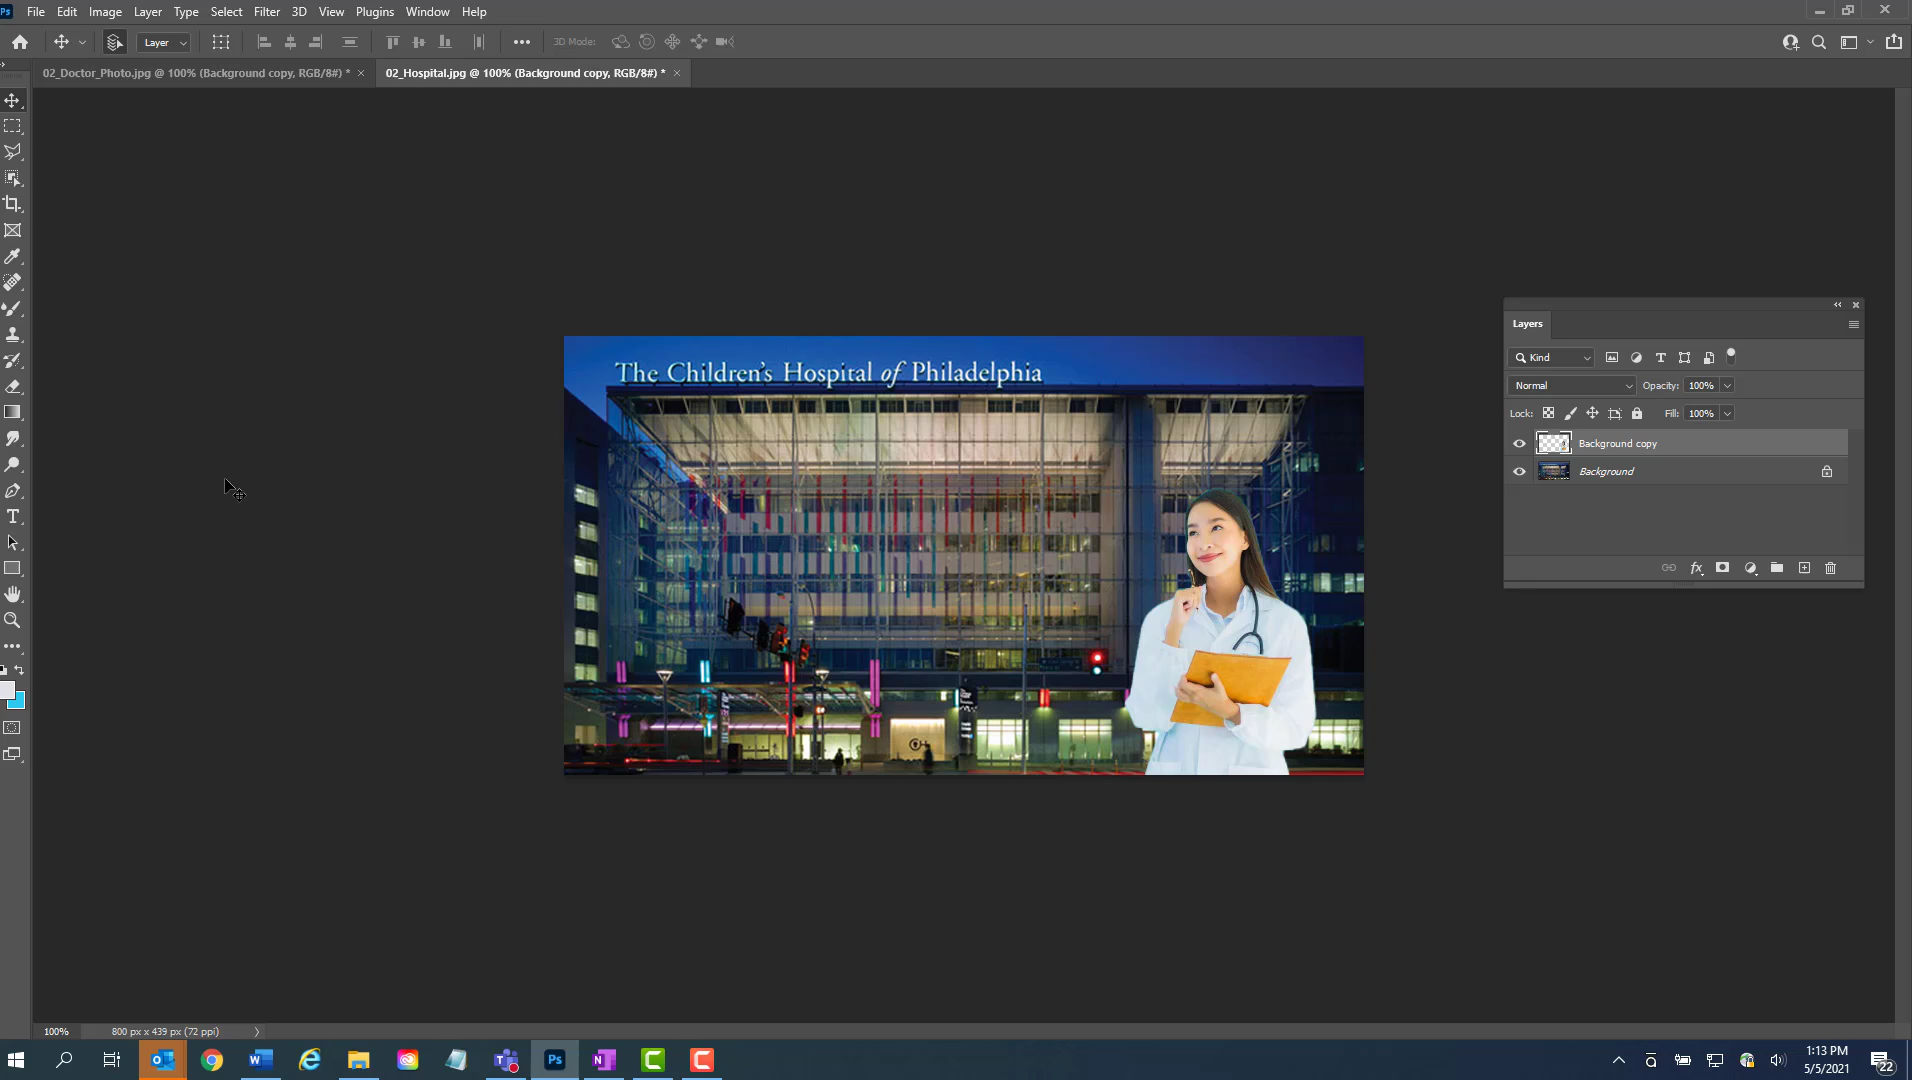 Ps File Edit Image Layer Type Select Filter 3D View Plugins Window Help
Layer 3D Mode:
02_Doctor_Photo.jpg @ 100% (Background copy, RGB/8#) * × 02_Hospital.jpg @ 100% (Background copy, RGB/8#) * ×
The Children's Hospital of Philadelphia
Layers
Kind
Normal Opacity: 100%
Lock: Fill: 100%
Background copy
Background
100% 800 px x 439 px (72 ppi)
1:13 PM
5/5/2021
22